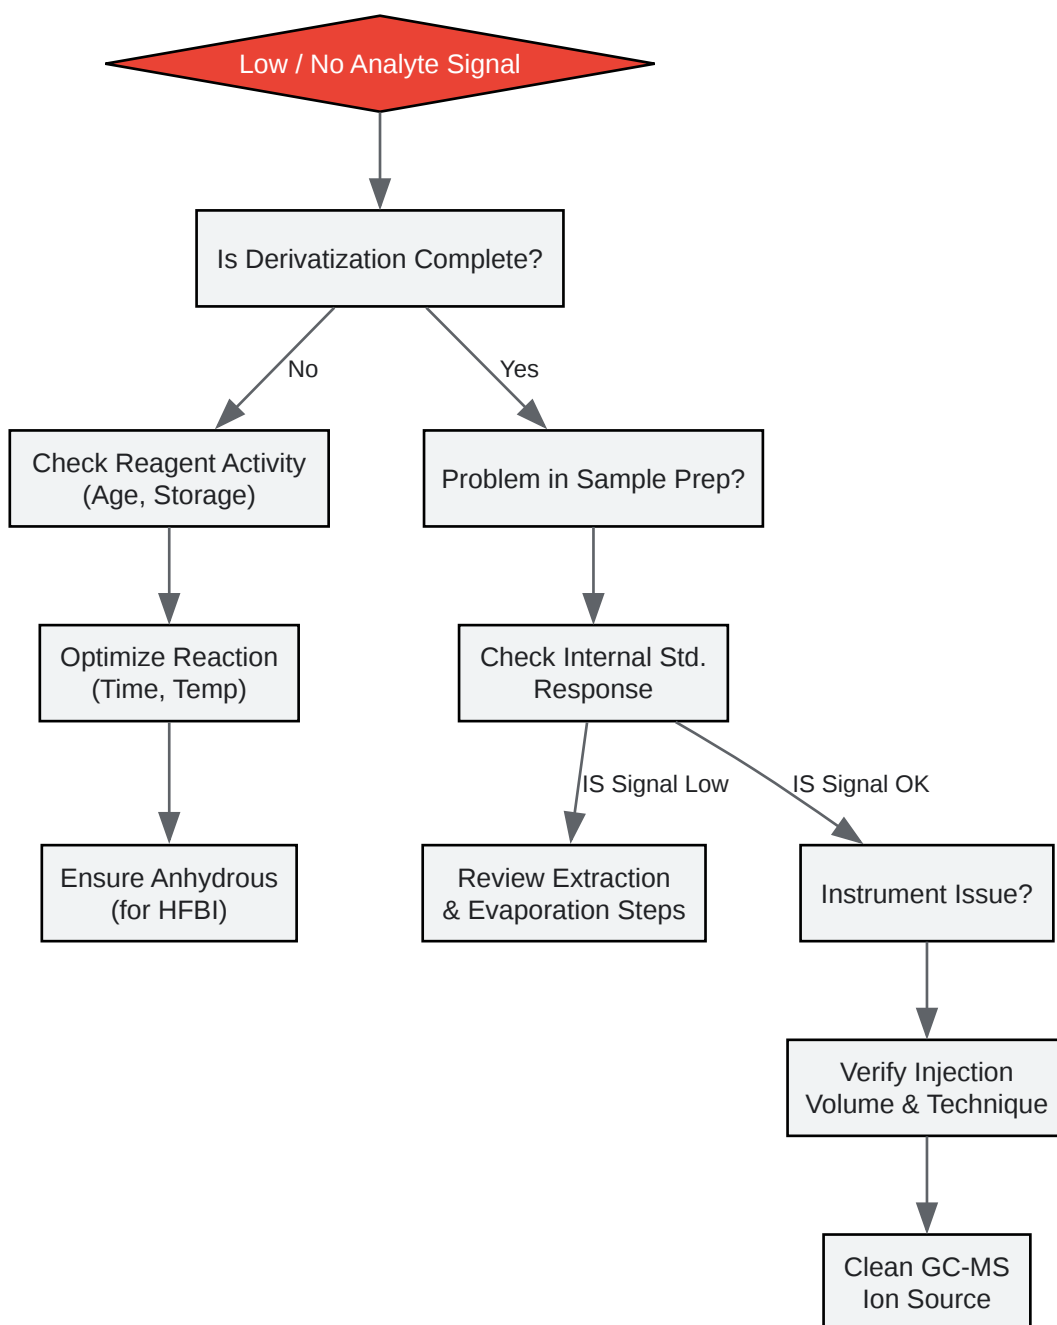 Low / No Analyte Signal
Is Derivatization Complete?
No
Yes
Check Reagent Activity
(Age, Storage)
Problem in Sample Prep?
Optimize Reaction
(Time, Temp)
Check Internal Std.
Response
IS Signal Low
IS Signal OK
Ensure Anhydrous
(for HFBI)
Review Extraction
& Evaporation Steps
Instrument Issue?
Verify Injection
Volume & Technique
Clean GC-MS
Ion Source